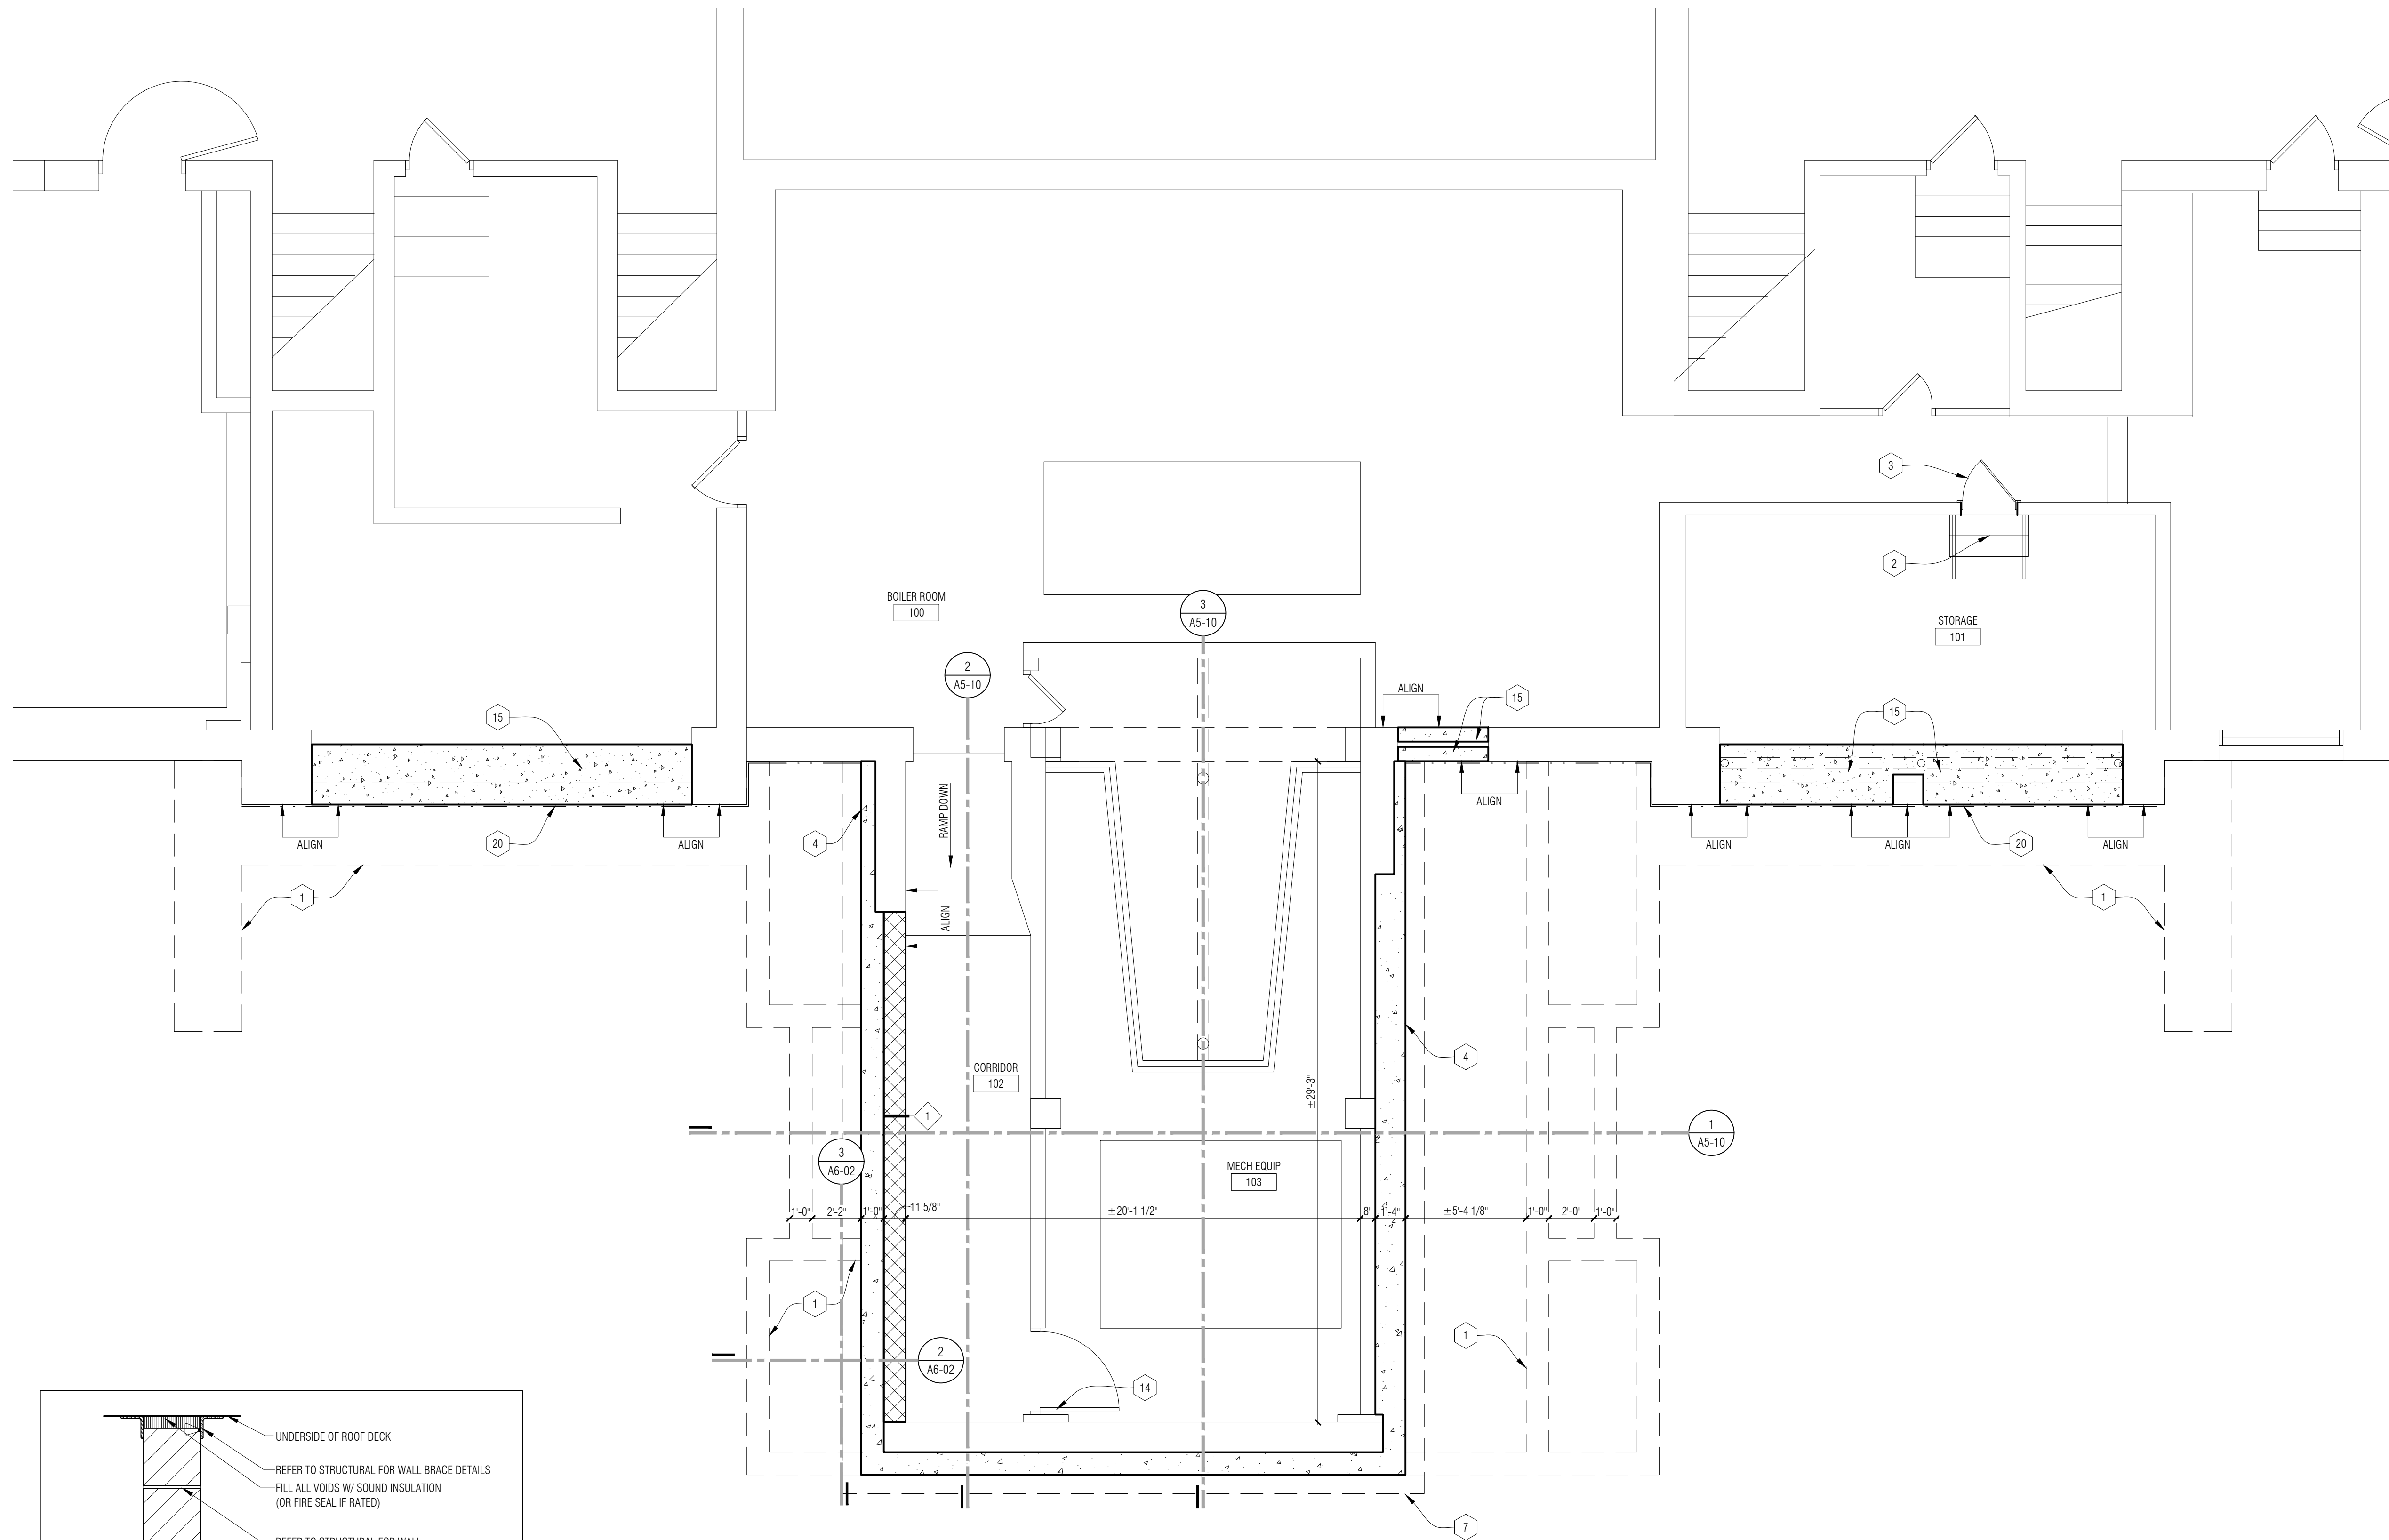 3
2
BOILER ROOM
100
3
A5-10
STORAGE
101
2
A5-10
ALIGN
15
15
15
RAMP DOWN
ALIGN
ALIGN
20
ALIGN
4
ALIGN
ALIGN
ALIGN
20
ALIGN
1
ALIGN
1
4
CORRIDOR
102
±29'-3"
1
1
A5-10
3
A6-02
MECH EQUIP
103
1'-0"
2'-2"
1'-0"
11 5/8"
±20'-1 1/2"
8"
1'-4"
±5'-4 1/8"
1'-0"
2'-0"
1'-0"
1
1
2
A6-02
14
UNDERSIDE OF ROOF DECK
REFER TO STRUCTURAL FOR WALL BRACE DETAILS
FILL ALL VOIDS W/ SOUND INSULATION
(OR FIRE SEAL IF RATED)
7
REFER TO STRUCTURAL FOR WALL